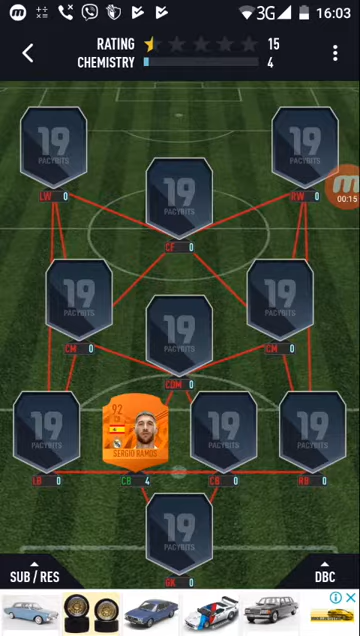 3G 16:03
RATING 15
CHEMISTRY 4
19 PACYBITS
19 PACYBITS
19 PACYBITS
LW 0
RW 0
00:15
CF 0
19 PACYBITS
19 PACYBITS
19 PACYBITS
CM 0
CM 0
CDM 0
19 PACYBITS
92
CB
SERGIO RAMOS
19 PACYBITS
19 PACYBITS
LB 0
CB 4
CB 0
RB 0
19 PACYBITS
SUB / RES
DBC
GK 0